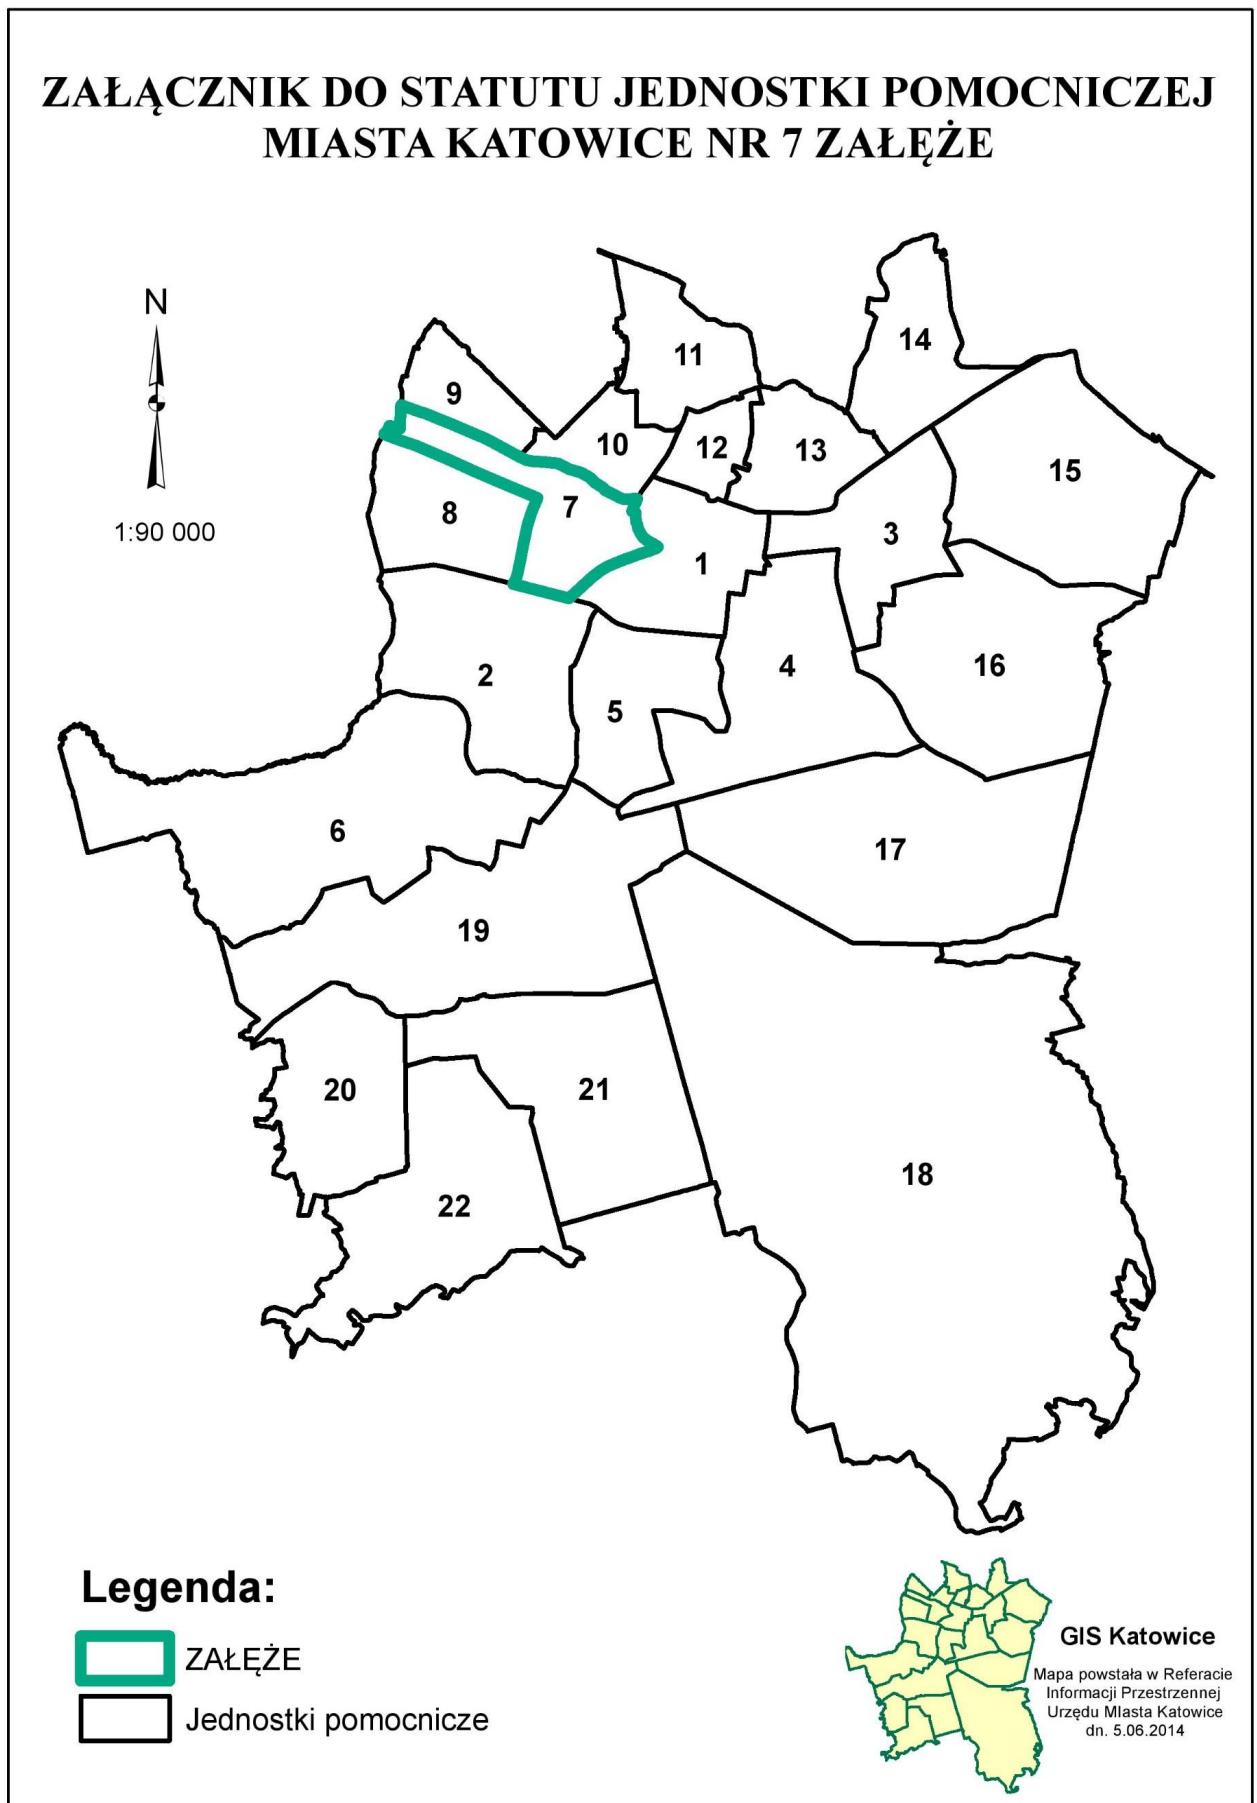 ZAŁĄCZNIK DO STATUTU JEDNOSTKI POMOCNICZEJ
MIASTA KATOWICE NR 7 ZAŁĘŻE
N
1:90 000
14
11
9
15
10
12
13
7
8
3
1
16
4
2
5
6
17
19
20
21
18
22
Legenda:
ZAŁĘŻE
Jednostki pomocnicze
GIS Katowice
Mapa powstała w Referacie
Informacji Przestrzennej
Urzędu MIasta Katowice
dn. 5.06.2014